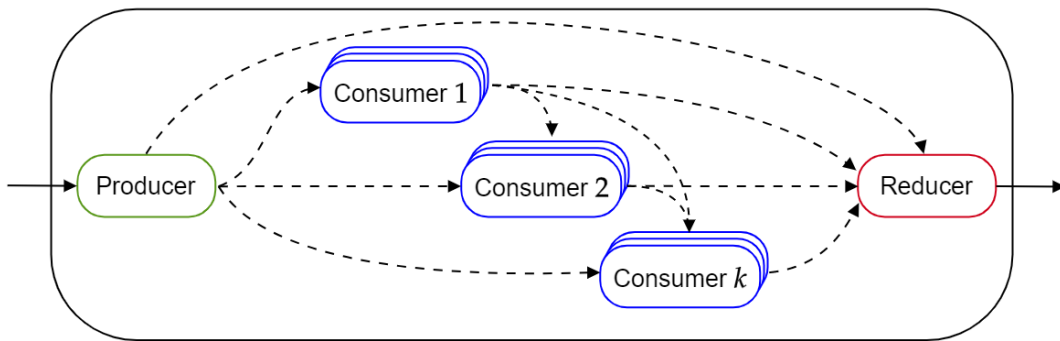 Consumer 1
Producer
Consumer 2
Reducer
Consumer k